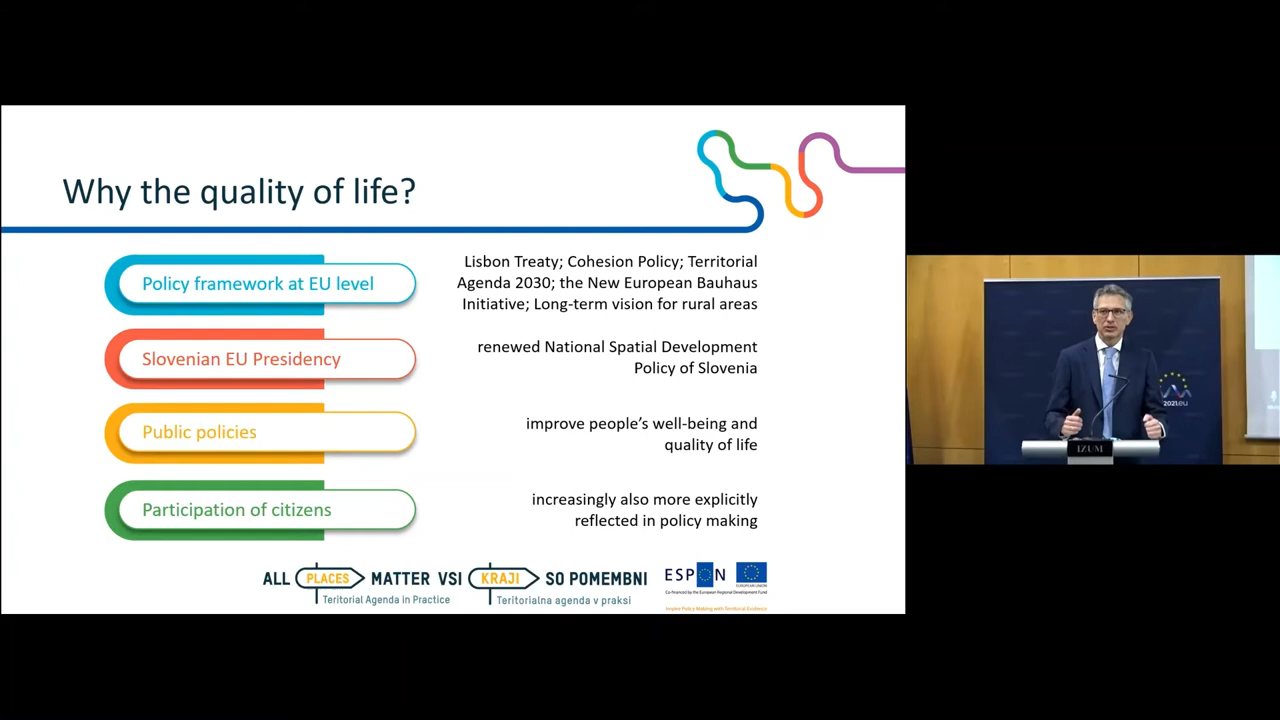 Why the quality of life?
Policy framework at EU level
Lisbon Treaty; Cohesion Policy; Territorial
Agenda 2030; the New European Bauhaus
Initiative; Long-term vision for rural areas
Slovenian EU Presidency
renewed National Spatial Development
Policy of Slovenia
Public policies
improve people's well-being and
quality of life
Participation of citizens
increasingly also more explicitly
reflected in policy making
ALL PLACES MATTER
Territorial Agenda in Practice
VSI KRAJI SO POMEMBNI
Teritorialna agenda v praksi
ESPON
EUROPEAN UNION
Co-financed by the European Regional Development Fund
Inspire Policy Making with Territorial Evidence
2021.eu
IZUM